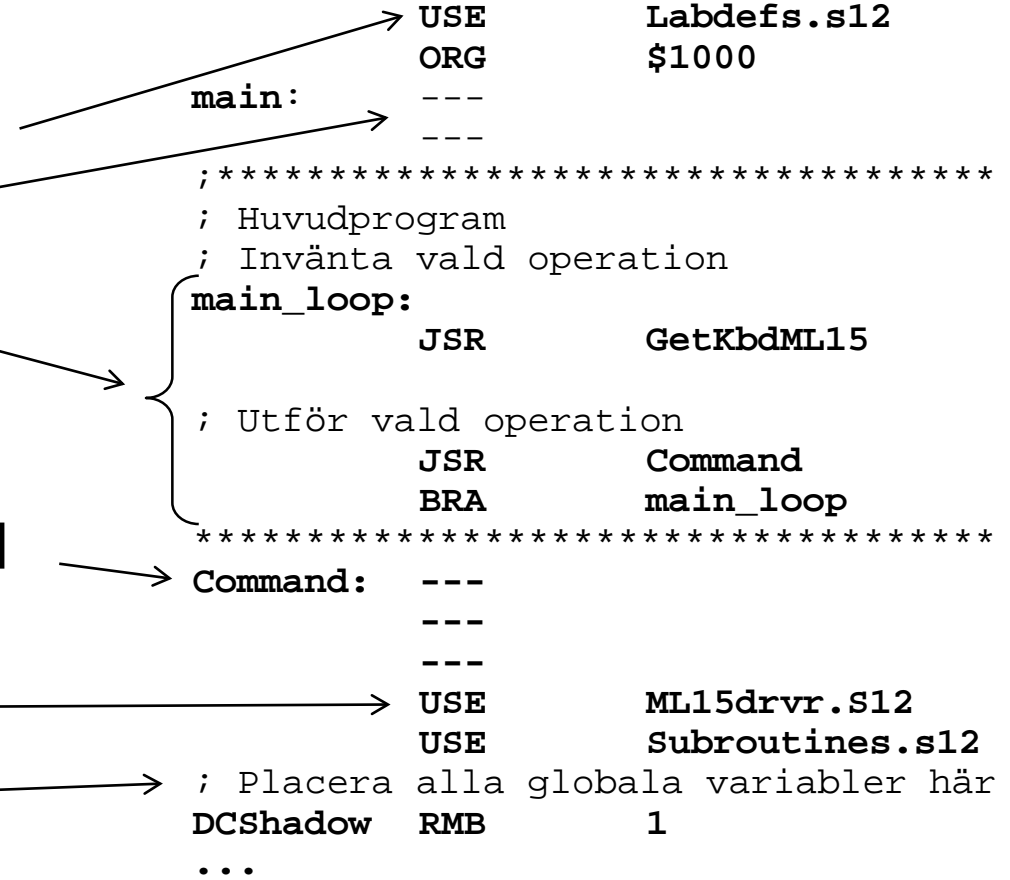 USE Labdefs.s12
ORG $1000
main: ---
---
;***********************************
; Huvudprogram
; Invänta vald operation
main_loop:
JSR GetKbdML15
; Utför vald operation
JSR Command
BRA main_loop
************************************
Command: ---
---
---
USE ML15drvr.S12
USE Subroutines.s12
; Placera alla globala variabler här
DCShadow RMB 1
...